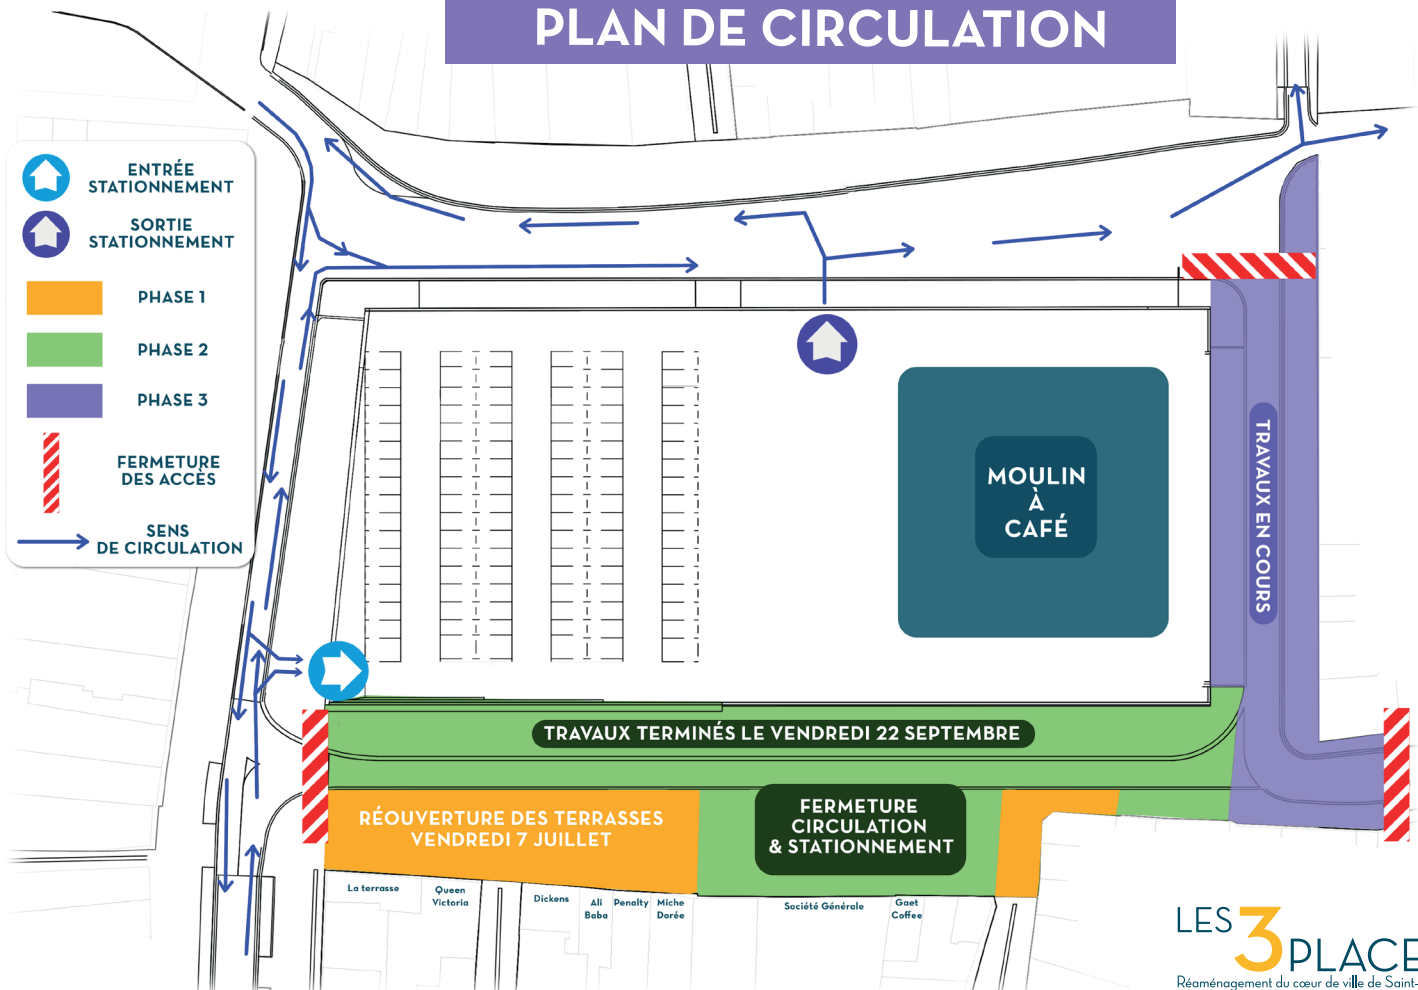 PLAN DE CIRCULATION
ENTRÉE
STATIONNEMENT
SORTIE
STATIONNEMENT
PHASE 1
PHASE 2
PHASE 3
FERMETURE
DES ACCÈS
SENS
DE CIRCULATION
MOULIN
À
CAFÉ
TRAVAUX EN COURS
TRAVAUX TERMINÉS LE VENDREDI 22 SEPTEMBRE
RÉOUVERTURE DES TERRASSES
VENDREDI 7 JUILLET
FERMETURE
CIRCULATION
& STATIONNEMENT
La terrasse
Queen
Victoria
Dickens
Ali
Baba
Penalty
Miche
Dorée
Société Générale
Gaet
Coffee
LES 3 PLACE
Réaménagement du cœur de ville de Saint-